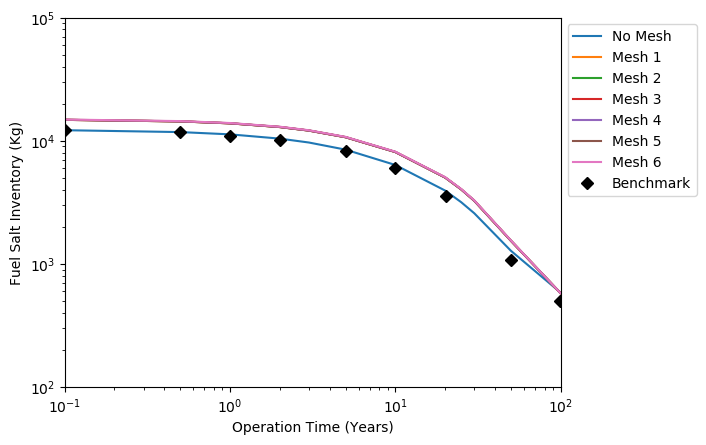 10^5
10^4
10^3
10^2
Fuel Salt Inventory (Kg)
10^-1
10^0
10^1
10^2
Operation Time (Years)
No Mesh
Mesh 1
Mesh 2
Mesh 3
Mesh 4
Mesh 5
Mesh 6
Benchmark